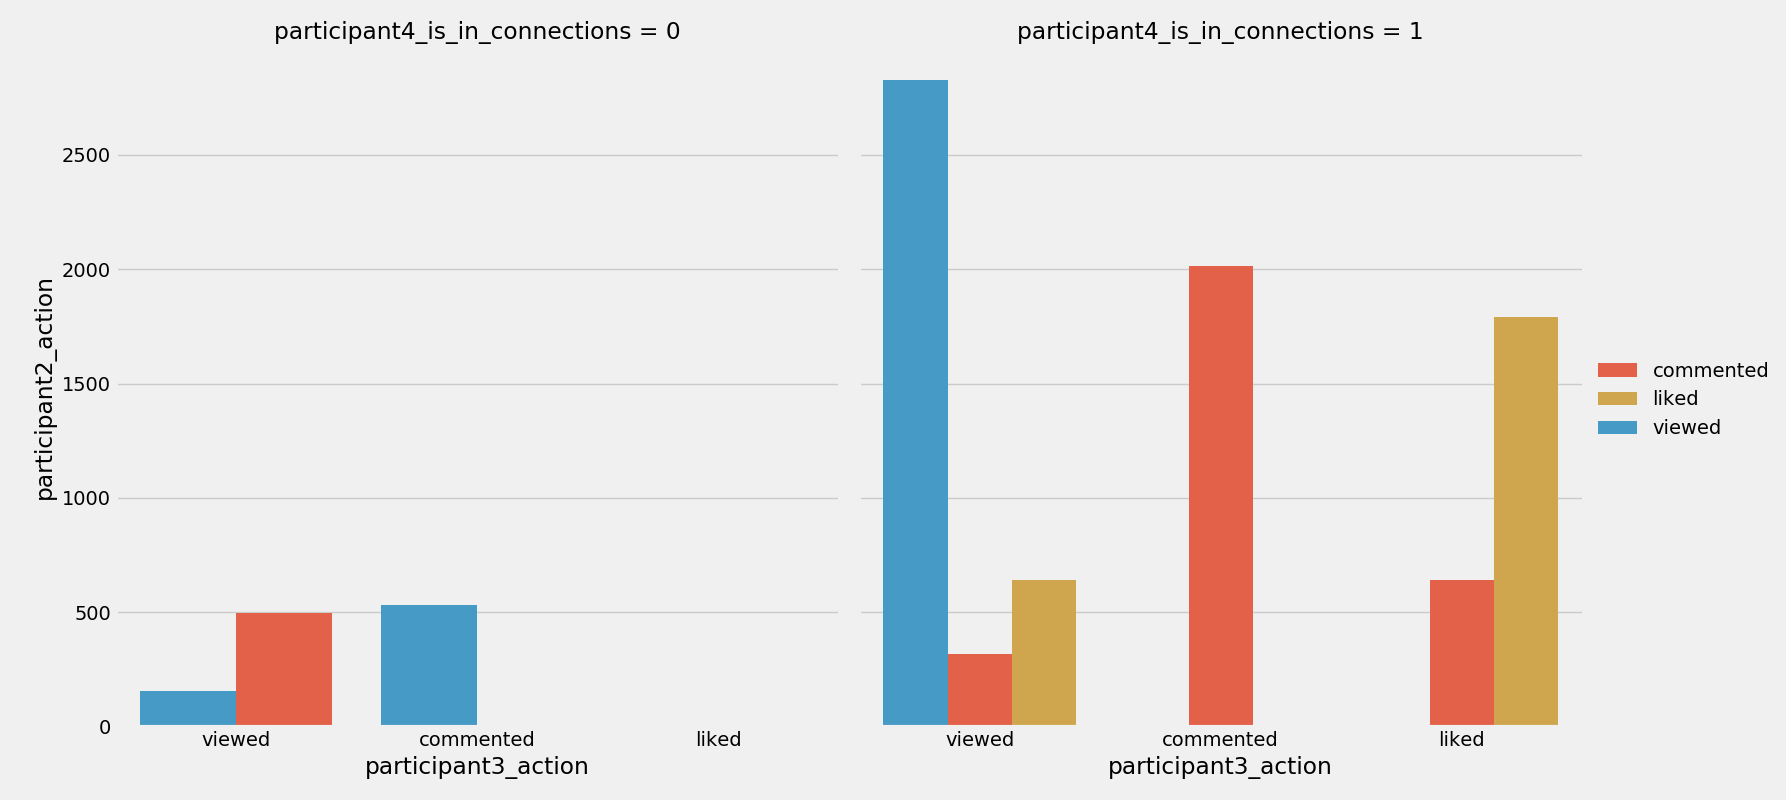 participant4_is_in_connections = 0
participant4_is_in_connections = 1
participant2_action
2500
2000
1500
1000
500
0
viewed
commented
liked
participant3_action
viewed
commented
liked
participant3_action
commented
liked
viewed